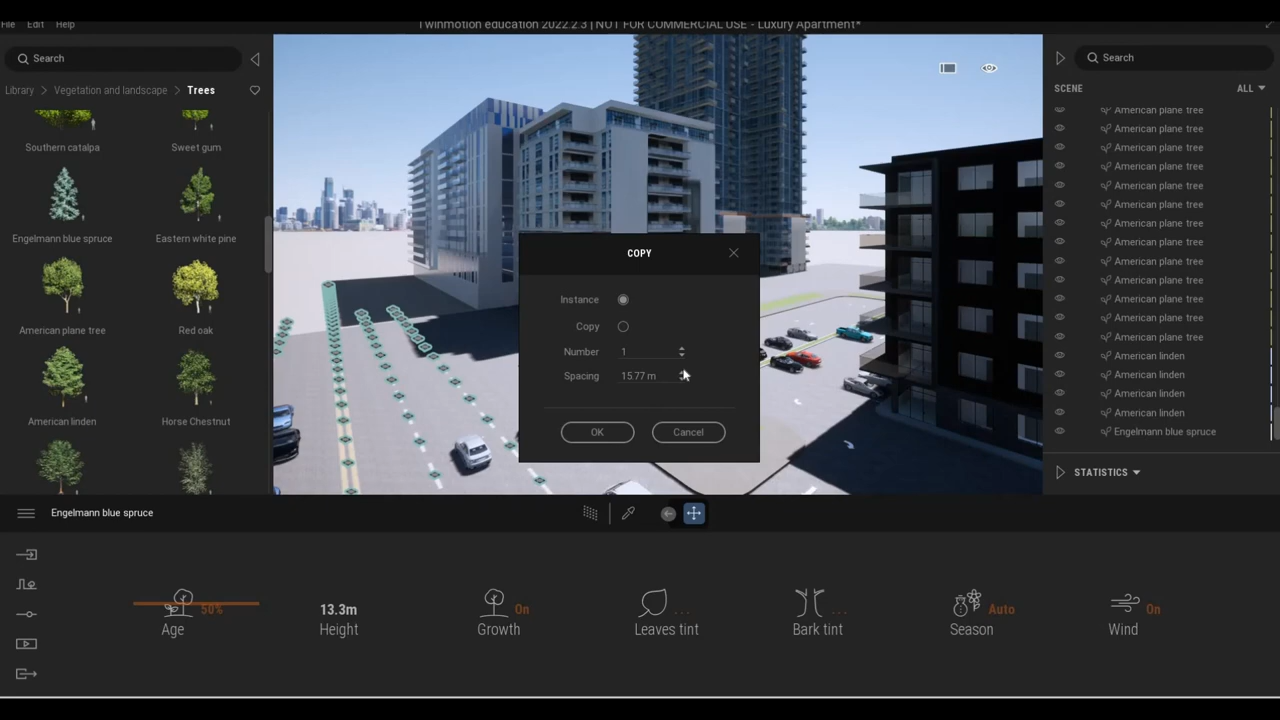 File Edit Help
Twinmotion education 2022.2.3 | NOT FOR COMMERCIAL USE - Luxury Apartment*
Search
Library > Vegetation and landscape > Trees
Southern catalpa
Sweet gum
Engelmann blue spruce
Eastern white pine
American plane tree
Red oak
American linden
Horse Chestnut
COPY
Instance
Copy
Number 1
Spacing 15.77 m
OK
Cancel
Search
SCENE
ALL
American plane tree
American plane tree
American plane tree
American plane tree
American plane tree
American plane tree
American plane tree
American plane tree
American plane tree
American plane tree
American plane tree
American plane tree
American plane tree
American linden
American linden
American linden
American linden
Engelmann blue spruce
STATISTICS
Engelmann blue spruce
50%
Age
13.3m
Height
On
Growth
...
Leaves tint
...
Bark tint
Auto
Season
On
Wind